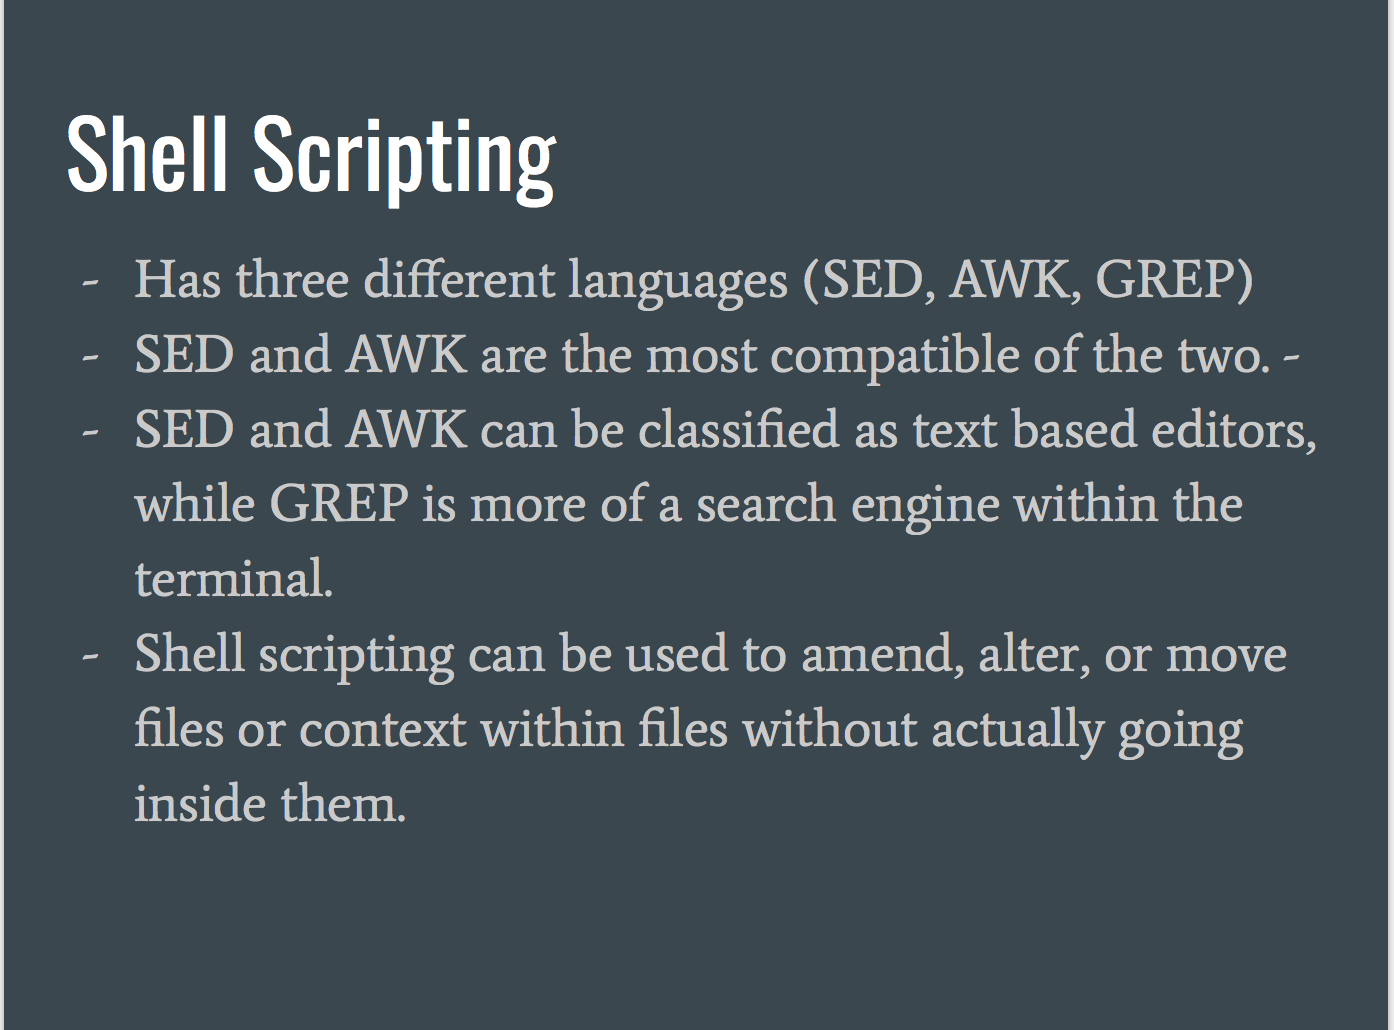 Shell Scripting
- Has three different languages (SED, AWK, GREP)
- SED and AWK are the most compatible of the two. -
- SED and AWK can be classified as text based editors,
while GREP is more of a search engine within the
terminal.
- Shell scripting can be used to amend, alter, or move
files or context within files without actually going
inside them.